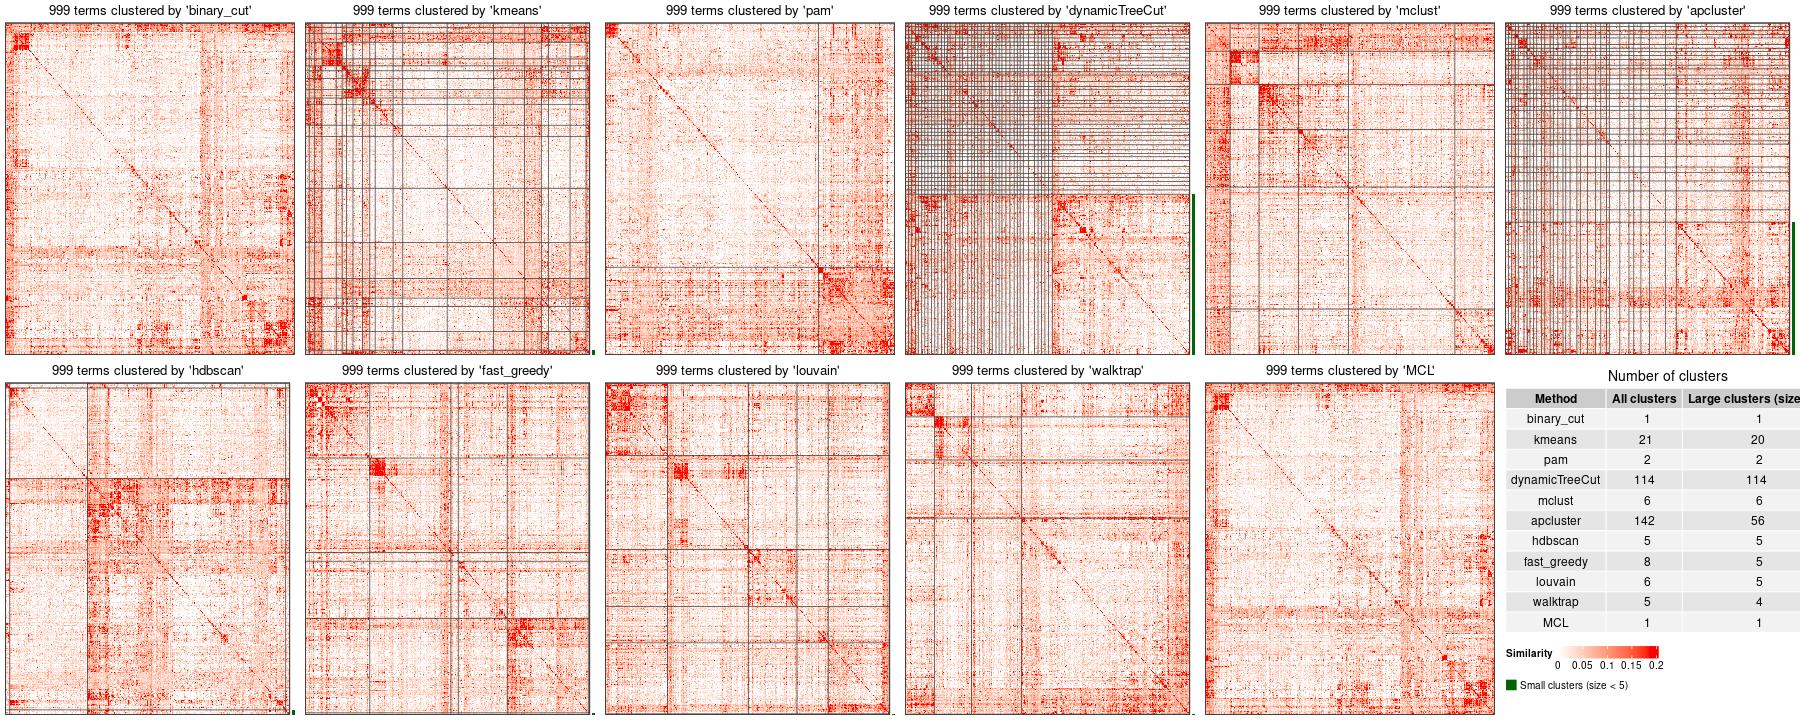 999 terms clustered by 'binary_cut'
999 terms clustered by 'kmeans'
999 terms clustered by 'pam'
999 terms clustered by 'dynamicTreeCut'
999 terms clustered by 'mclust'
999 terms clustered by 'apcluster'
999 terms clustered by 'hdbscan'
999 terms clustered by 'fast_greedy'
999 terms clustered by 'louvain'
999 terms clustered by 'walktrap'
999 terms clustered by 'MCL'
Number of clusters
Method All clusters Large clusters (size
binary_cut 1 1
kmeans 21 20
pam 2 2
dynamicTreeCut 114 114
mclust 6 6
apcluster 142 56
hdbscan 5 5
fast_greedy 8 5
louvain 6 5
walktrap 5 4
MCL 1 1
Similarity
0 0.05 0.1 0.15 0.2
Small clusters (size < 5)